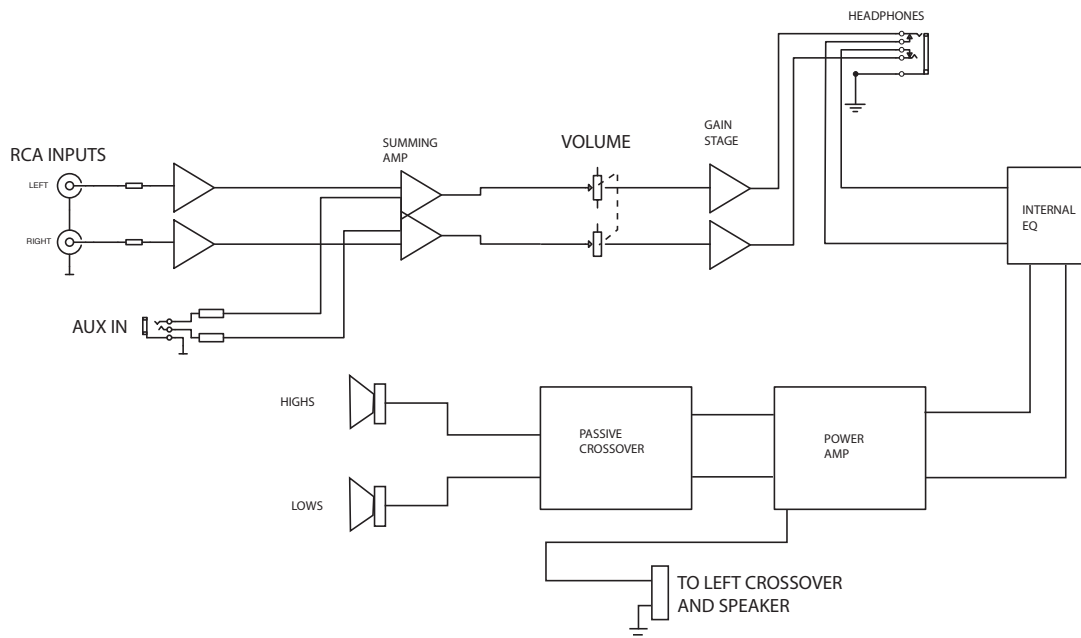 HEADPHONES
GAIN
STAGE
SUMMING
AMP
VOLUME
RCA INPUTS
LEFT
RIGHT
INTERNAL
EQ
AUX IN
HIGHS
PASSIVE
CROSSOVER
POWER
AMP
LOWS
TO LEFT CROSSOVER
AND SPEAKER